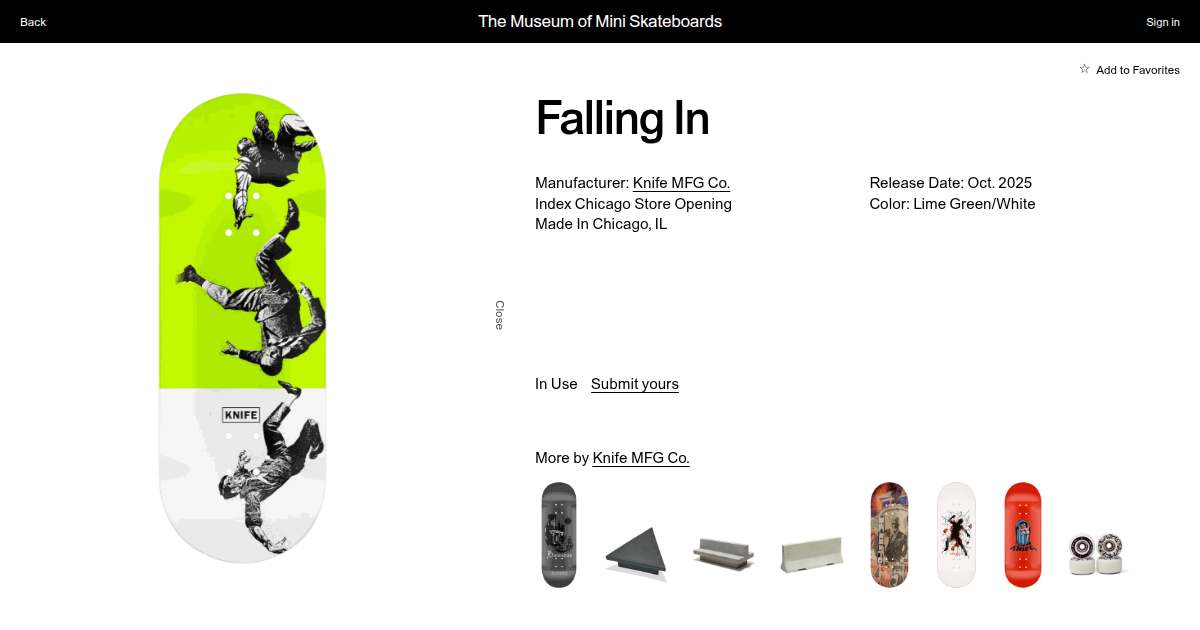 Back
The Museum of Mini Skateboards
Sign in
☆ Add to Favorites
Falling In
Manufacturer: Knife MFG Co.
Index Chicago Store Opening
Made In Chicago, IL
Release Date: Oct. 2025
Color: Lime Green/White
Close
KNIFE
In Use Submit yours
More by Knife MFG Co.